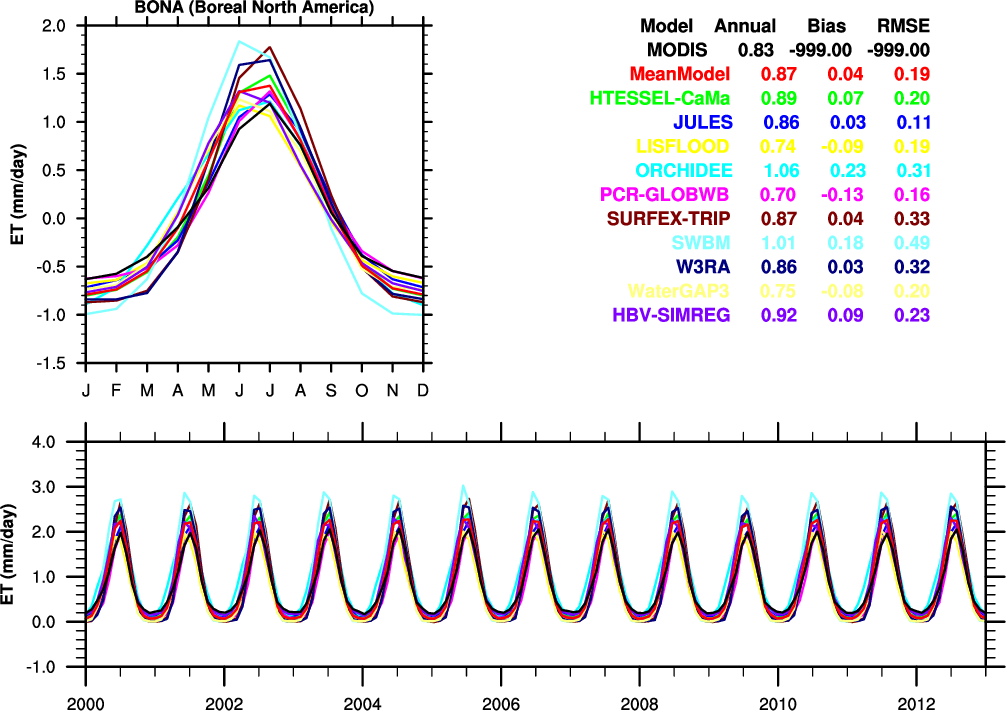 BONA (Boreal North America)
2.0
1.5
1.0
0.5
0.0
-0.5
-1.0
-1.5
ET (mm/day)
J F M A M J J A S O N D
Model Annual Bias RMSE
MODIS 0.83 -999.00 -999.00
MeanModel 0.87 0.04 0.19
HTESSEL-CaMa 0.89 0.07 0.20
JULES 0.86 0.03 0.11
LISFLOOD 0.74 -0.09 0.19
ORCHIDEE 1.06 0.23 0.31
PCR-GLOBWB 0.70 -0.13 0.16
SURFEX-TRIP 0.87 0.04 0.33
SWBM 1.01 0.18 0.49
W3RA 0.86 0.03 0.32
WaterGAP3 0.75 -0.08 0.20
HBV-SIMREG 0.92 0.09 0.23
4.0
3.0
2.0
1.0
0.0
-1.0
ET (mm/day)
2000 2002 2004 2006 2008 2010 2012